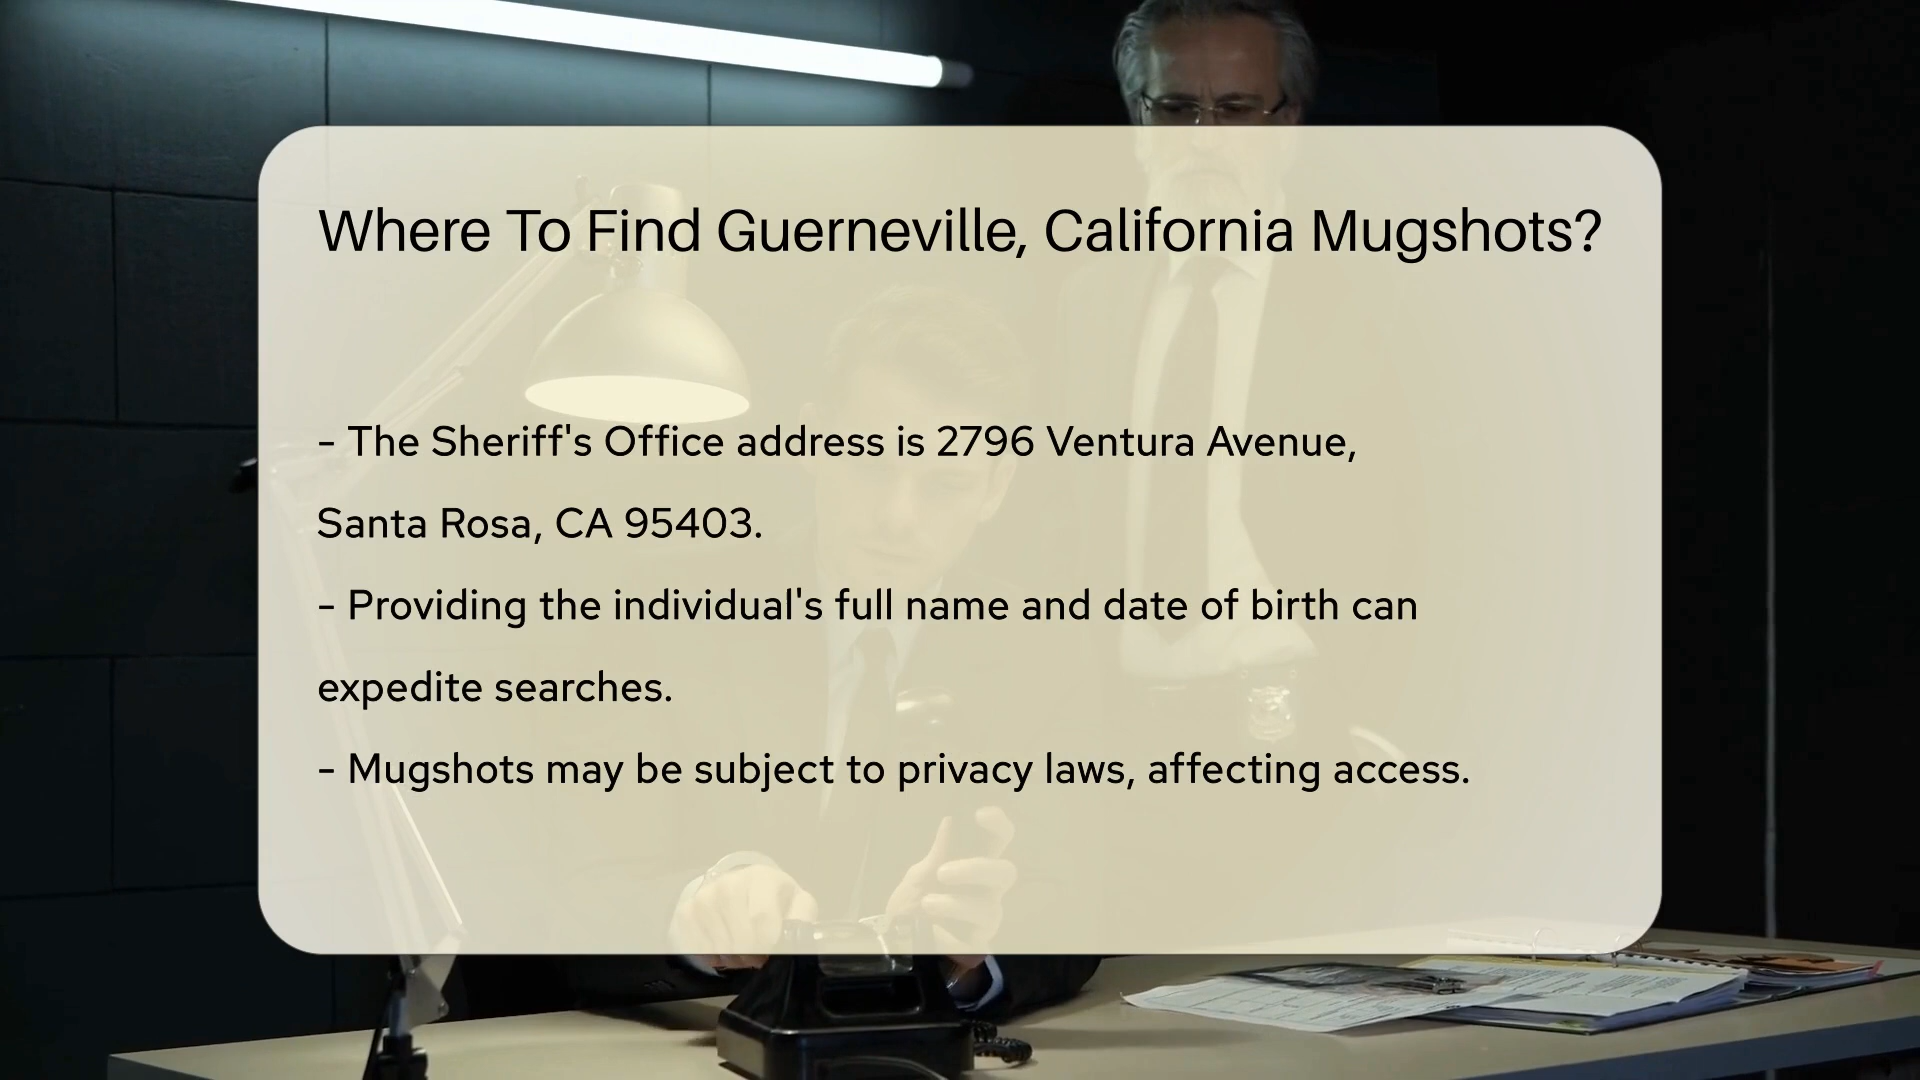 Where To Find Guerneville, California Mugshots?
- The Sheriff's Office address is 2796 Ventura Avenue,
Santa Rosa, CA 95403.
- Providing the individual's full name and date of birth can
expedite searches.
- Mugshots may be subject to privacy laws, affecting access.